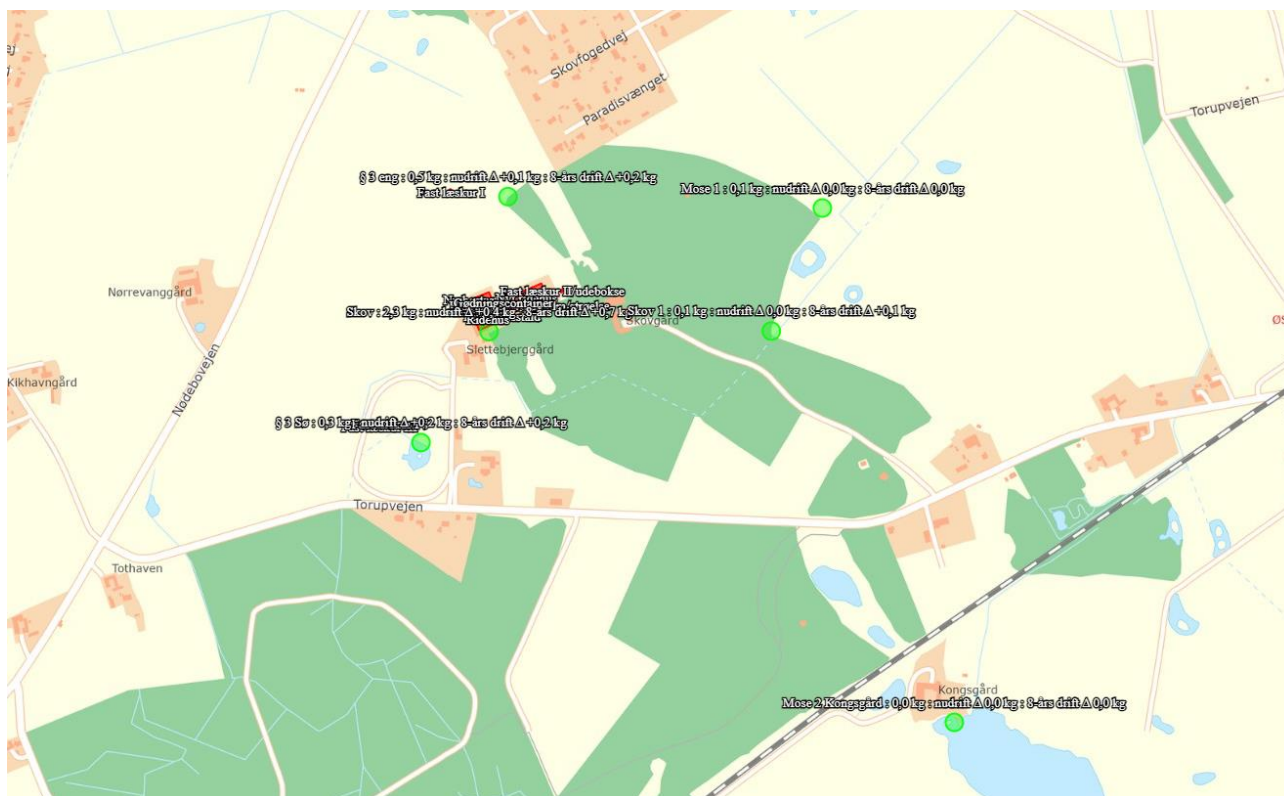 Skovfogedvej
Paradisvænget
Torupvejen
§ 3 eng : 0,5 kg : nudrift Δ +0,1 kg : 8-års drift Δ +0,2 kg
Fast læskur I
Mose 1 : 0,1 kg : nudrift Δ 0,0 kg : 8-års drift Δ 0,0 kg
Nørrevanggård
Fast læskur II/udebokse
Gødningscontainer
Skov : 2,3 kg : nudrift Δ +0,4 kg : 8-års drift Δ +0,7 kg
Skov 1 : 0,1 kg : nudrift Δ 0,0 kg : 8-års drift Δ +0,1 kg
Ridehus
Skovgård
Slettebjerggård
Nødebovejen
Kikhavngård
§ 3 Sø : 0,3 kg : nudrift Δ +0,2 kg : 8-års drift Δ +0,2 kg
Torupvejen
Tothaven
Kongsgård
Mose 2 Kongsgård : 0,0 kg : nudrift Δ 0,0 kg : 8-års drift Δ 0,0 kg